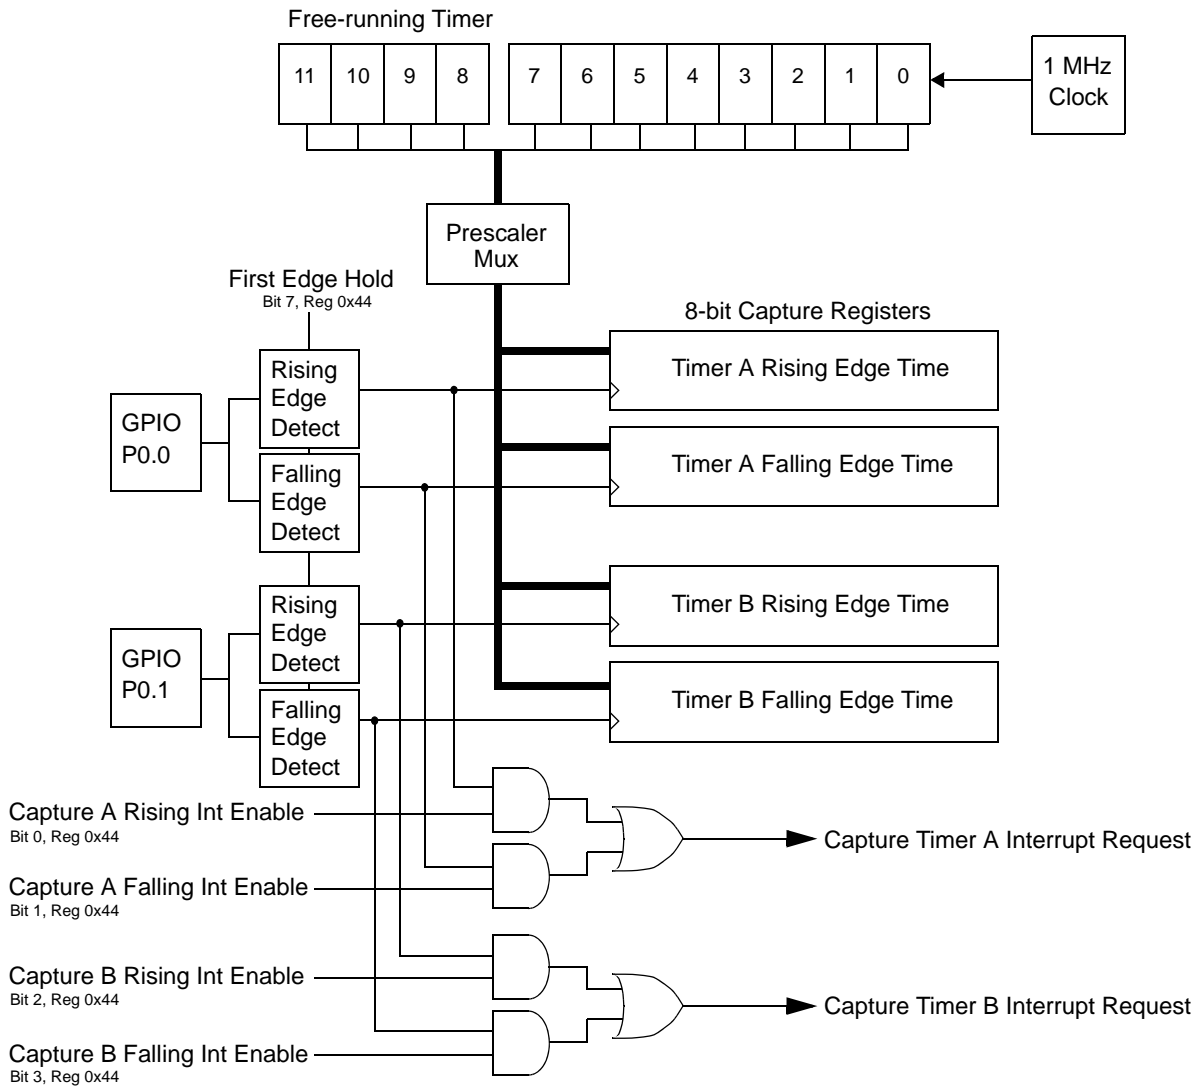 Free-running Timer
11 10 9 8 7 6 5 4 3 2 1 0
1 MHz
Clock
Prescaler
Mux
First Edge Hold
Bit 7, Reg 0x44
8-bit Capture Registers
Rising
Edge
Detect
Timer A Rising Edge Time
GPIO
P0.0
Falling
Edge
Detect
Timer A Falling Edge Time
Rising
Edge
Detect
Timer B Rising Edge Time
GPIO
P0.1
Falling
Edge
Detect
Timer B Falling Edge Time
Capture A Rising Int Enable
Bit 0, Reg 0x44
Capture Timer A Interrupt Request
Capture A Falling Int Enable
Bit 1, Reg 0x44
Capture B Rising Int Enable
Bit 2, Reg 0x44
Capture Timer B Interrupt Request
Capture B Falling Int Enable
Bit 3, Reg 0x44